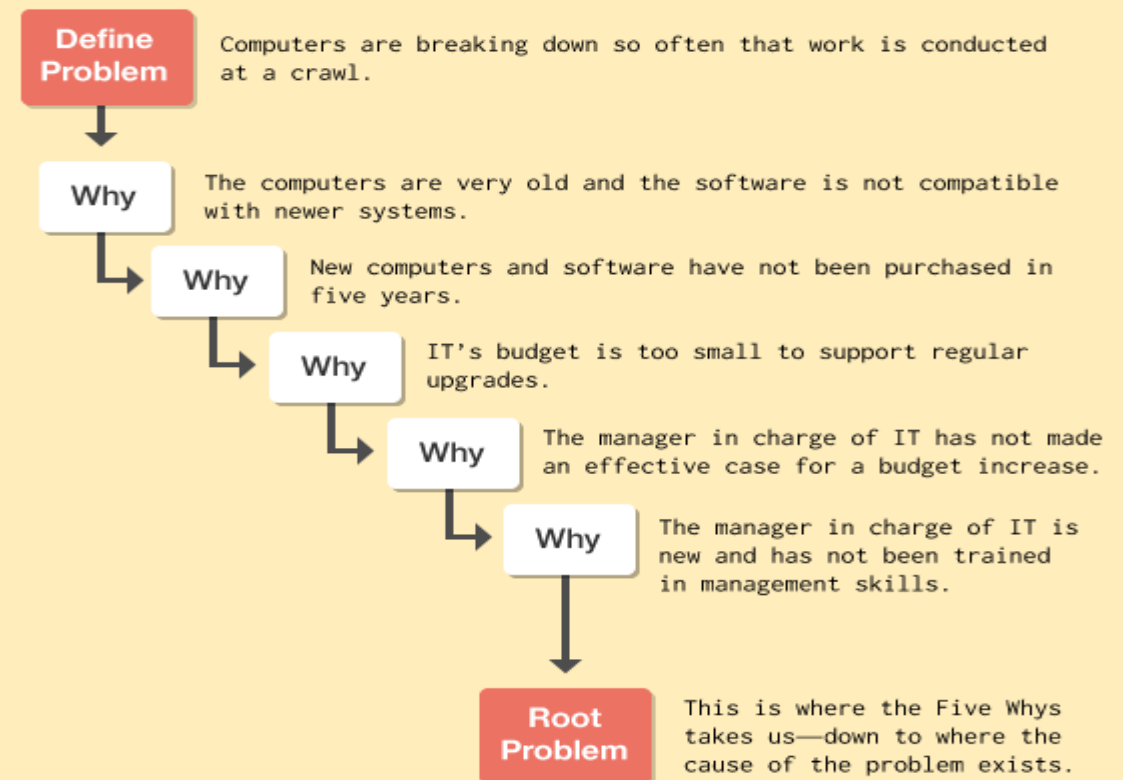 Define
Problem
Computers are breaking down so often that work is conducted
at a crawl.
Why
The computers are very old and the software is not compatible
with newer systems.
Why
New computers and software have not been purchased in
five years.
Why
IT’s budget is too small to support regular
upgrades.
Why
The manager in charge of IT has not made
an effective case for a budget increase.
Why
The manager in charge of IT is
new and has not been trained
in management skills.
Root
Problem
This is where the Five Whys
takes us—down to where the
cause of the problem exists.